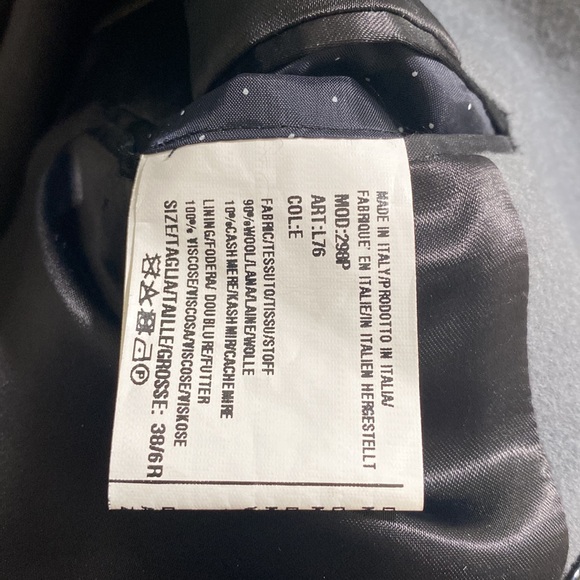 MADE IN ITALY/PRODOTTO IN ITALIA/
FABRIQUE' EN ITALIE/IN ITALIEN HERGESTELLT
MOD:298P
ART:L76
COL:E
FABRIC/TESSUTO/TISSU/STOFF
90%WOOL/LANA/LAINE/WOLLE
10%CASHMERE/KASHMIR/CACHEMIRE
LINING/FODERA/DOUBLURE/FUTTER
100% VISCOSE/VISCOSA/VISCOSE/VISKOSE
SIZE/TAGLIA/TAILLE/GROSSE: 38/6R
P